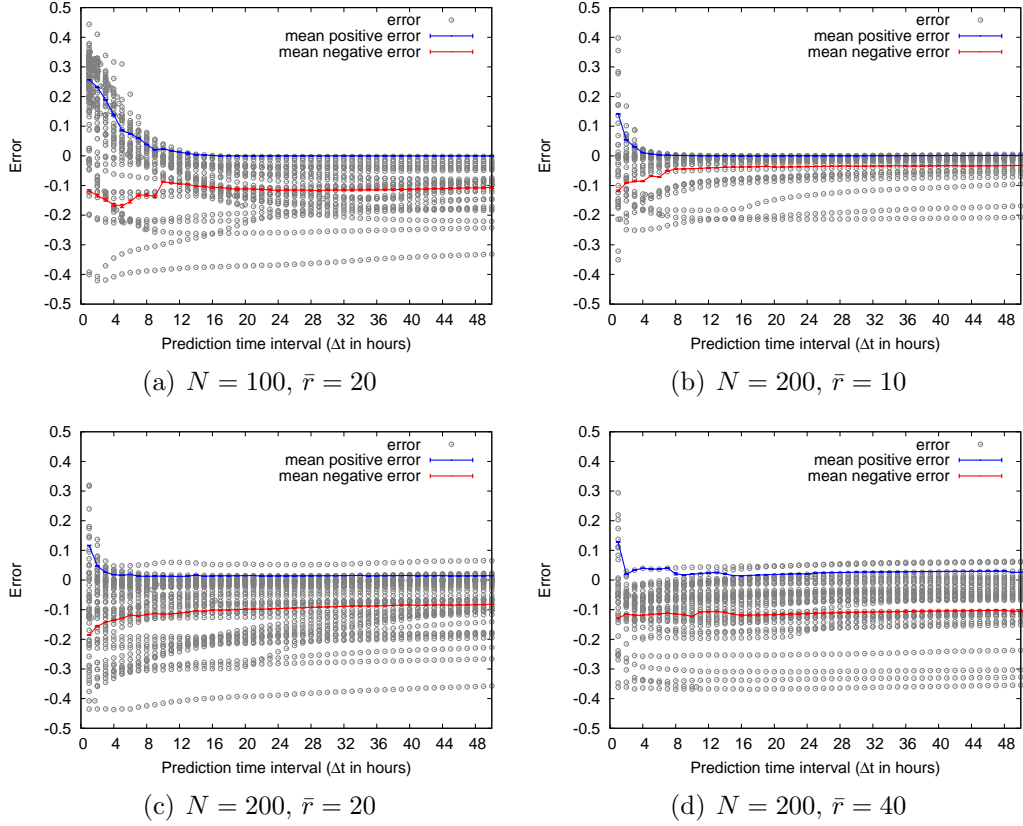 0.5
0.4
0.3
0.2
0.1
0
-0.1
-0.2
-0.3
-0.4
-0.5
Error
error
mean positive error
mean negative error
0 4 8 12 16 20 24 28 32 36 40 44 48
Prediction time interval (Δt in hours)
(a) N = 100, r̄ = 20
0.5
0.4
0.3
0.2
0.1
0
-0.1
-0.2
-0.3
-0.4
-0.5
Error
error
mean positive error
mean negative error
0 4 8 12 16 20 24 28 32 36 40 44 48
Prediction time interval (Δt in hours)
(b) N = 200, r̄ = 10
0.5
0.4
0.3
0.2
0.1
0
-0.1
-0.2
-0.3
-0.4
-0.5
Error
error
mean positive error
mean negative error
0 4 8 12 16 20 24 28 32 36 40 44 48
Prediction time interval (Δt in hours)
(c) N = 200, r̄ = 20
0.5
0.4
0.3
0.2
0.1
0
-0.1
-0.2
-0.3
-0.4
-0.5
Error
error
mean positive error
mean negative error
0 4 8 12 16 20 24 28 32 36 40 44 48
Prediction time interval (Δt in hours)
(d) N = 200, r̄ = 40